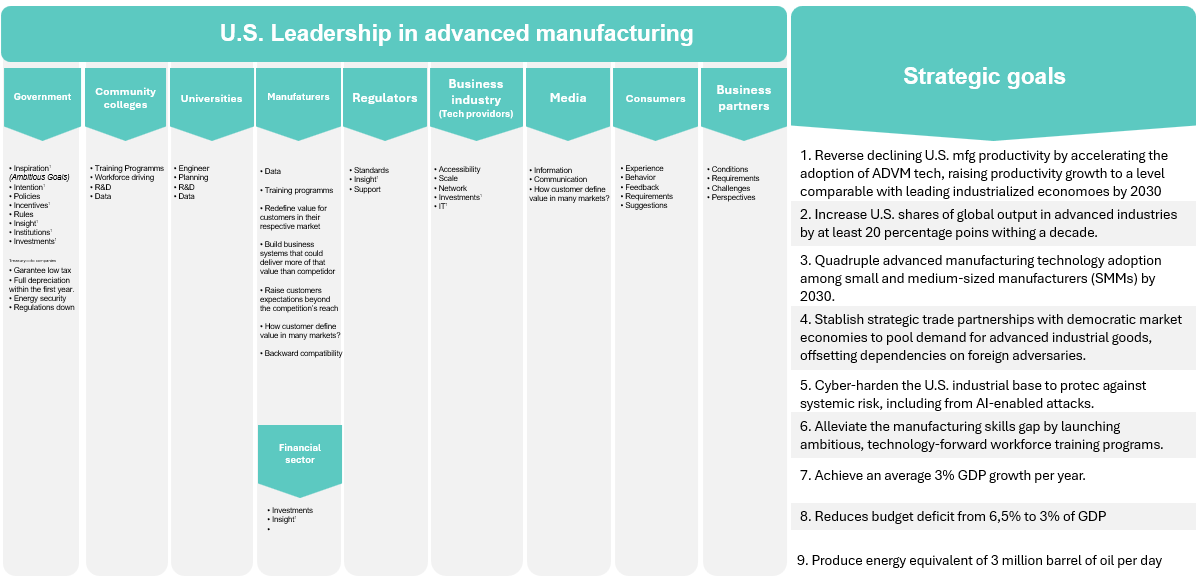 U.S. Leadership in advanced manufacturing
Government
• Inspiration¹
(Ambitious Goals)
• Intention¹
• Policies
• Incentives¹
• Rules
• Insight¹
• Institutions¹
• Investments¹
• Garantee low tax
• Full depreciation
within the first year.
• Energy security
• Regulations down
Community
colleges
• Training Programms
• Workforce driving
• R&D
• Data
Universities
• Engineer
• Planning
• R&D
• Data
Manufaturers
• Data
• Training programms
• Redefine value for
customers in their
respective market
• Build business
systems that could
deliver more of that
value than competidor
• Raise customers
expectations beyond
the competition's reach
• How customer define
value in many markets?
• Backward compatibility
Financial
sector
• Investments
• Insight¹
•
Regulators
• Standards
• Insight¹
• Support
Business
industry
(Tech providors)
• Accessibility
• Scale
• Network
• Investments¹
• IT¹
Media
• Information
• Communication
• How customer define
value in many markets?
Consumers
• Experience
• Behavior
• Feedback
• Requirements
• Suggestions
Business
partners
• Conditions
• Requirements
• Challenges
• Perspectives
Strategic goals
1. Reverse declining U.S. mfg productivity by accelerating the
adoption of ADVM tech, raising productivity growth to a level
comparable with leading industrialized economoes by 2030
2. Increase U.S. shares of global output in advanced industries
by at least 20 percentage poins withing a decade.
3. Quadruple advanced manufacturing technology adoption
among small and medium-sized manufacturers (SMMs) by
2030.
4. Stablish strategic trade partnerships with democratic market
economies to pool demand for advanced industrial goods,
offsetting dependencies on foreign adversaries.
5. Cyber-harden the U.S. industrial base to protec against
systemic risk, including from AI-enabled attacks.
6. Alleviate the manufacturing skills gap by launching
ambitious, technology-forward workforce training programs.
7. Achieve an average 3% GDP growth per year.
8. Reduces budget deficit from 6,5% to 3% of GDP
9. Produce energy equivalent of 3 million barrel of oil per day